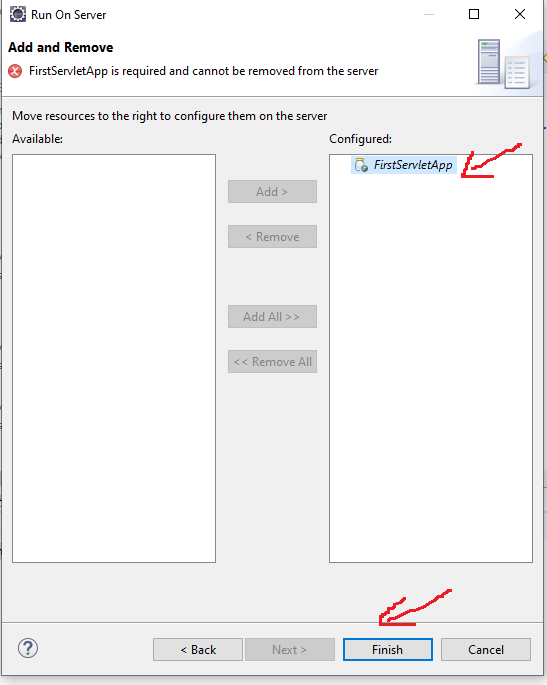 Run On Server
Add and Remove
FirstServletApp is required and cannot be removed from the server
Move resources to the right to configure them on the server
Available:
Configured:
FirstServletApp
Add >
< Remove
Add All >>
<< Remove All
?
< Back
Next >
Finish
Cancel